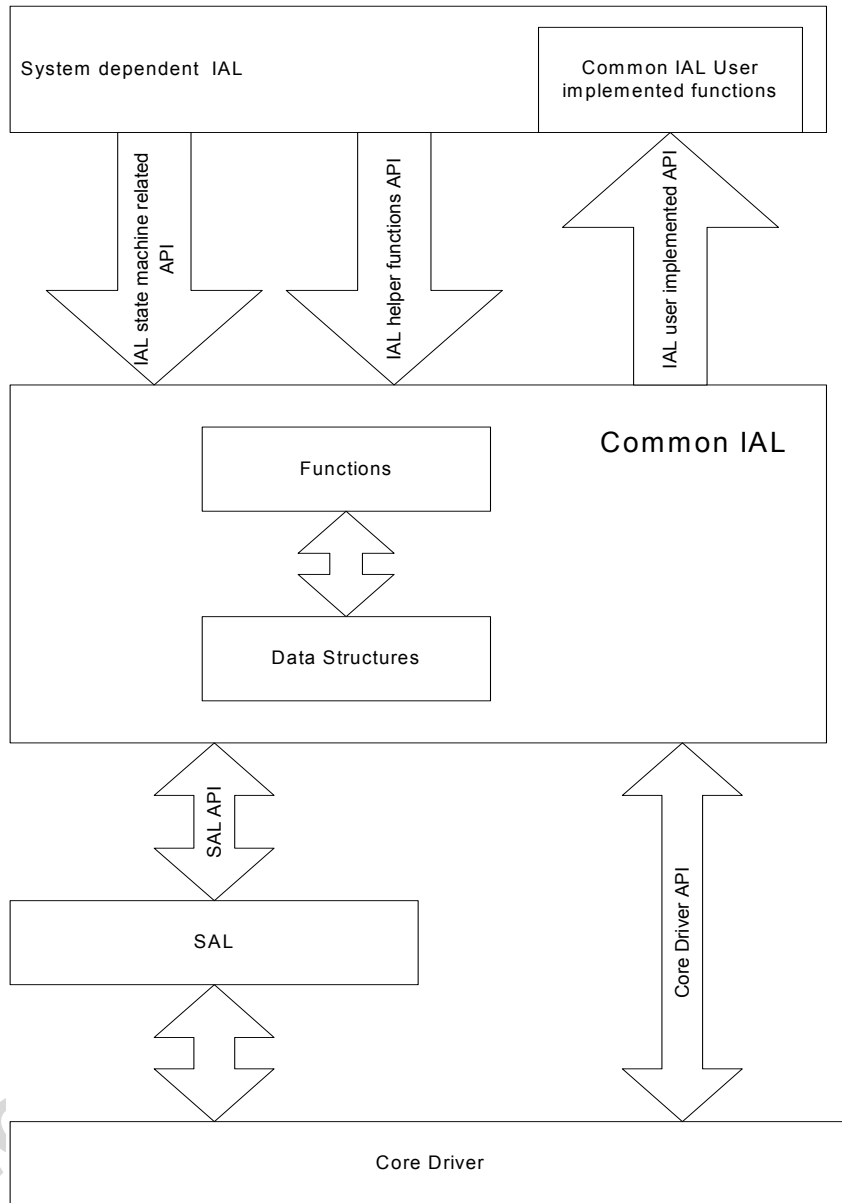 System dependent IAL
Common IAL User
implemented functions
IAL state machine related
API
IAL helper functions API
IAL user implemented API
Common IAL
Functions
Data Structures
SAL API
SAL
Core Driver API
Core Driver